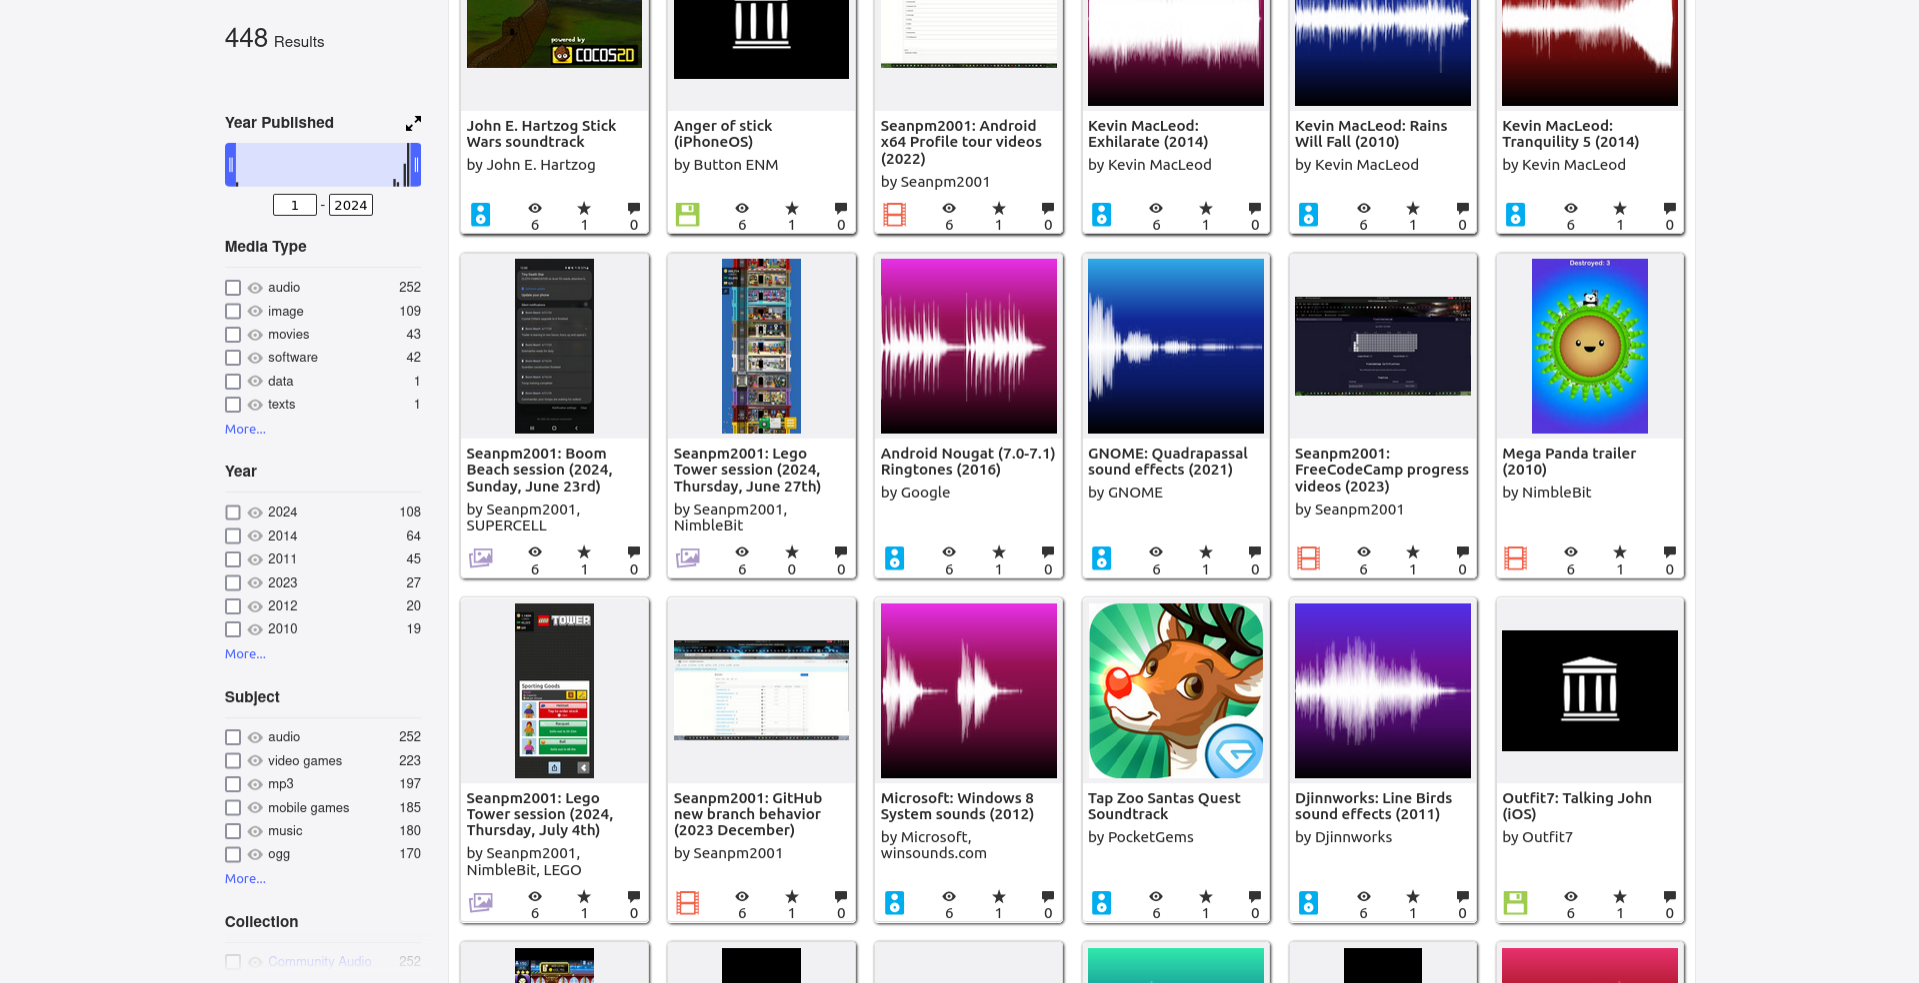 448 Results
Year Published
1 - 2024
Media Type
audio 252
image 109
movies 43
software 42
data 1
texts 1
More...
Year
2024 108
2014 64
2011 45
2023 27
2012 20
2010 19
More...
Subject
audio 252
video games 223
mp3 197
mobile games 185
music 180
ogg 170
More...
Collection
Community Audio 252
powered by
COCOS2D
John E. Hartzog Stick
Wars soundtrack
by John E. Hartzog
6 1 0
Anger of stick
(iPhoneOS)
by Button ENM
6 1 0
Seanpm2001: Android
x64 Profile tour videos
(2022)
by Seanpm2001
6 1 0
Kevin MacLeod:
Exhilarate (2014)
by Kevin MacLeod
6 1 0
Kevin MacLeod: Rains
Will Fall (2010)
by Kevin MacLeod
6 1 0
Kevin MacLeod:
Tranquility 5 (2014)
by Kevin MacLeod
6 1 0
Seanpm2001: Boom
Beach session (2024,
Sunday, June 23rd)
by Seanpm2001,
SUPERCELL
6 1 0
Seanpm2001: Lego
Tower session (2024,
Thursday, June 27th)
by Seanpm2001,
NimbleBit
6 0 0
Android Nougat (7.0-7.1)
Ringtones (2016)
by Google
6 1 0
GNOME: Quadrapassal
sound effects (2021)
by GNOME
6 1 0
Seanpm2001:
FreeCodeCamp progress
videos (2023)
by Seanpm2001
6 1 0
Destroyed: 3
Mega Panda trailer
(2010)
by NimbleBit
6 1 0
LEGO TOWER
Sporting Goods
Seanpm2001: Lego
Tower session (2024,
Thursday, July 4th)
by Seanpm2001,
NimbleBit, LEGO
6 1 0
Seanpm2001: GitHub
new branch behavior
(2023 December)
by Seanpm2001
6 1 0
Microsoft: Windows 8
System sounds (2012)
by Microsoft,
winsounds.com
6 1 0
Tap Zoo Santas Quest
Soundtrack
by PocketGems
6 1 0
Djinnworks: Line Birds
sound effects (2011)
by Djinnworks
6 1 0
Outfit7: Talking John
(iOS)
by Outfit7
6 1 0